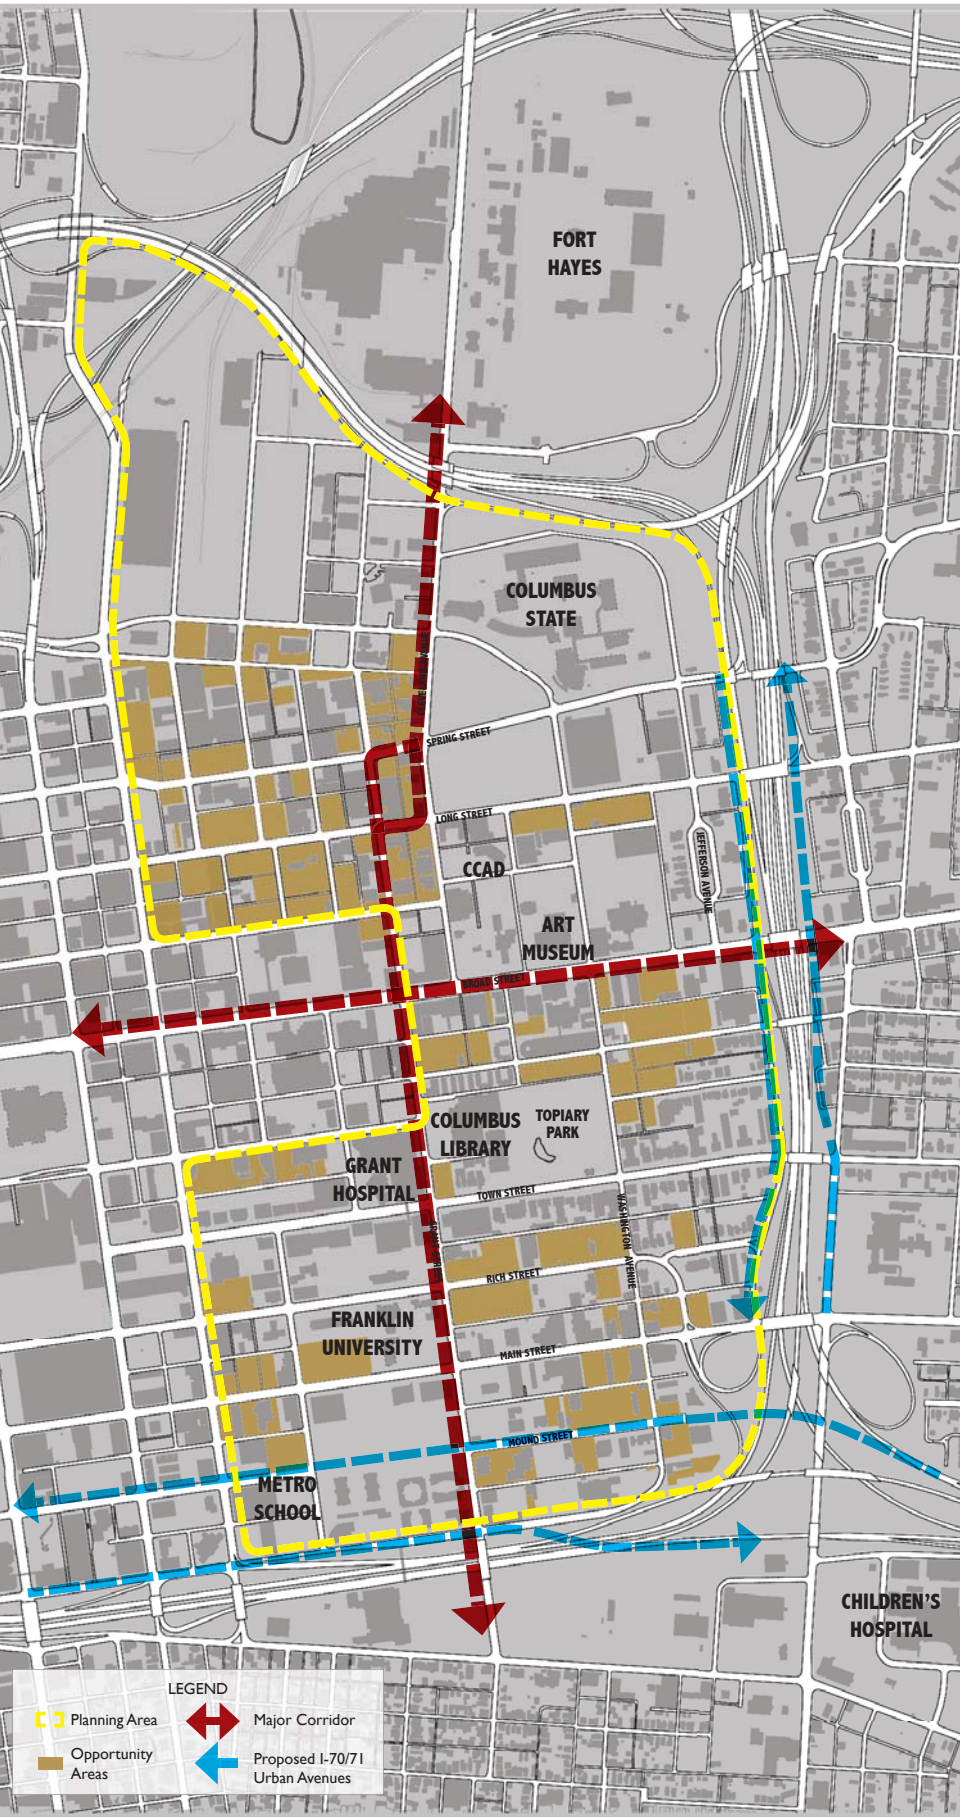 FORT
HAYES
COLUMBUS
STATE
SPRING STREET
LONG STREET
CCAD
JEFFERSON AVENUE
ART
MUSEUM
BROAD STREET
COLUMBUS
LIBRARY
TOPIARY
PARK
GRANT
HOSPITAL
TOWN STREET
WASHINGTON AVENUE
RICH STREET
FRANKLIN
UNIVERSITY
MAIN STREET
MOUND STREET
METRO
SCHOOL
CHILDREN'S
HOSPITAL
LEGEND
Planning Area
Major Corridor
Opportunity
Areas
Proposed I-70/71
Urban Avenues